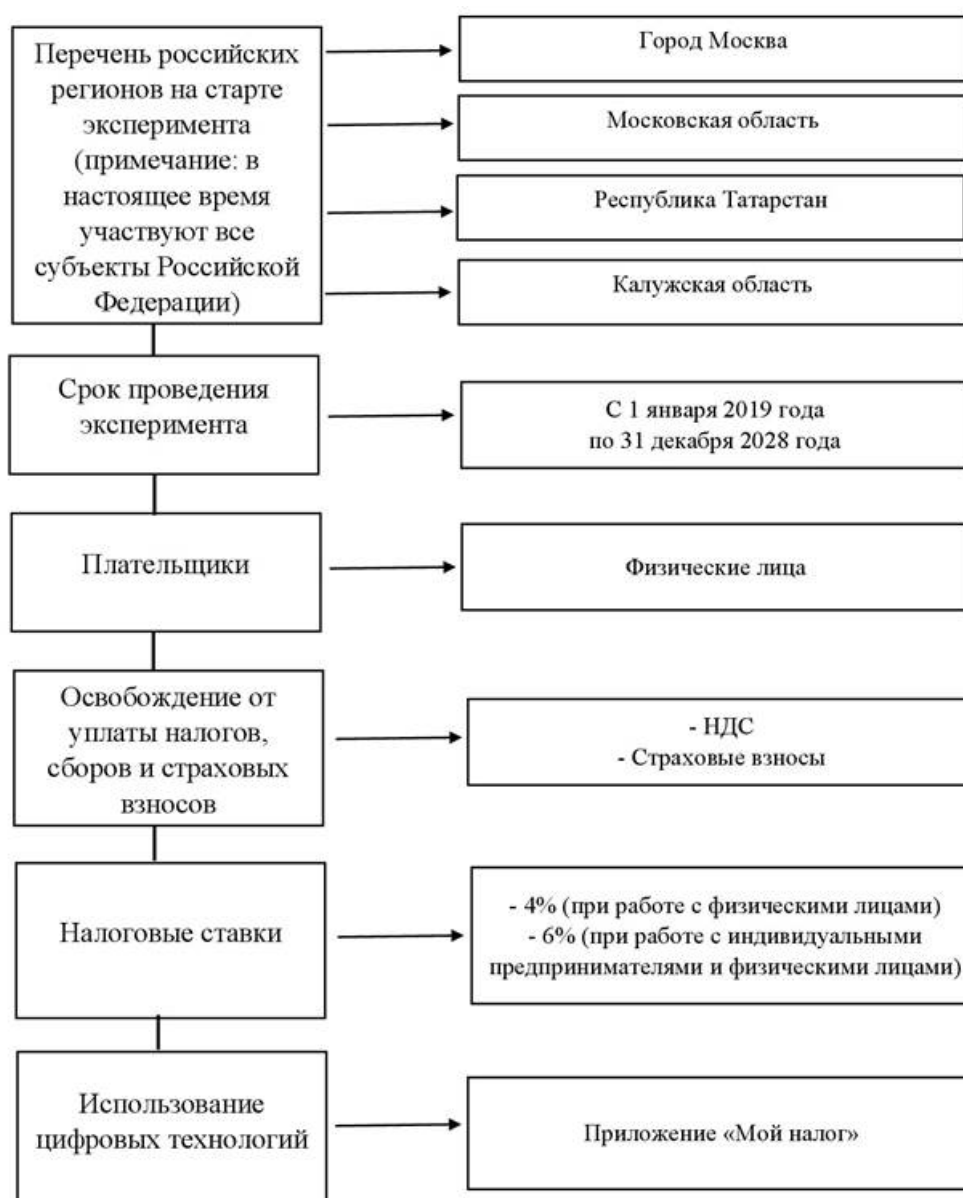 Перечень российских
регионов на старте
эксперимента
(примечание: в
настоящее время
участвуют все
субъекты Российской
Федерации)
Город Москва
Московская область
Республика Татарстан
Калужская область
Срок проведения
эксперимента
С 1 января 2019 года
по 31 декабря 2028 года
Плательщики
Физические лица
Освобождение от
уплаты налогов,
сборов и страховых
взносов
- НДС
- Страховые взносы
Налоговые ставки
- 4% (при работе с физическими лицами)
- 6% (при работе с индивидуальными
предпринимателями и физическими лицами)
Использование
цифровых технологий
Приложение «Мой налог»